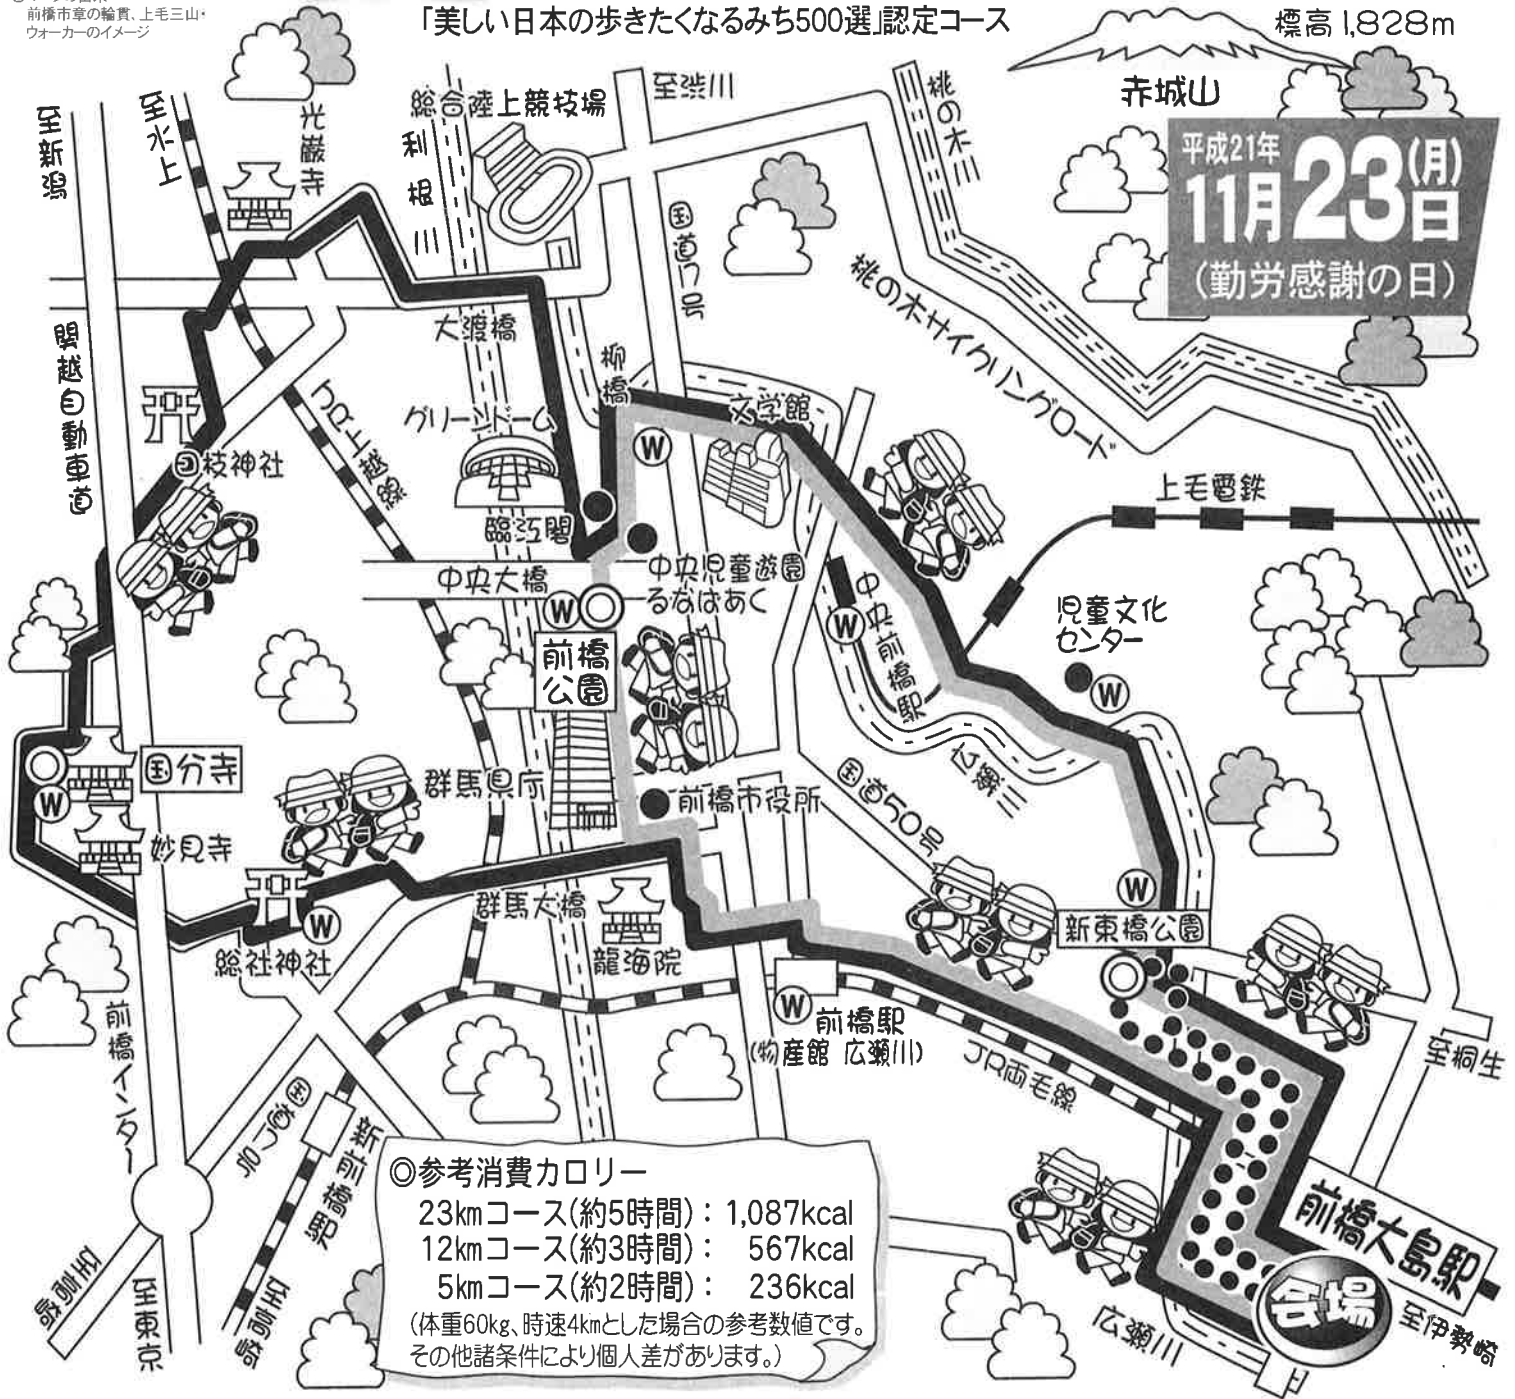 前橋市章の輪貫、上毛三山・
ウォーカーのイメージ
「美しい日本の歩きたくなるみち500選」認定コース
標高1,828m
赤城山
平成21年
11月23日(月)
(勤労感謝の日)
至新潟
至水上
光巌寺
総合陸上競技場
利根川
至渋川
桃の木川
国道17号
桃の木サイクリングロード
関越自動車道
大渡橋
柳橋
文学館
JR上越線
グリーンドーム
日枝神社
上毛電鉄
臨江閣
中央大橋
中央児童遊園
るなぱあく
W
W
W
中央前橋駅
児童文化
センター
W
前橋
公園
広瀬川
国分寺
W
群馬県庁
前橋市役所
国道50号
妙見寺
W
群馬大橋
龍海院
新東橋公園
総社神社
W
前橋インター
W
前橋駅
(物産館 広瀬川)
JR両毛線
至桐生
国道17号
新前橋駅
◎参考消費カロリー
23kmコース(約5時間):1,087kcal
12kmコース(約3時間): 567kcal
5kmコース(約2時間): 236kcal
(体重60kg、時速4kmとした場合の参考数値です。
その他諸条件により個人差があります。)
前橋大島駅
会場
至伊勢崎
広瀬川
至高崎
至東京
至高崎